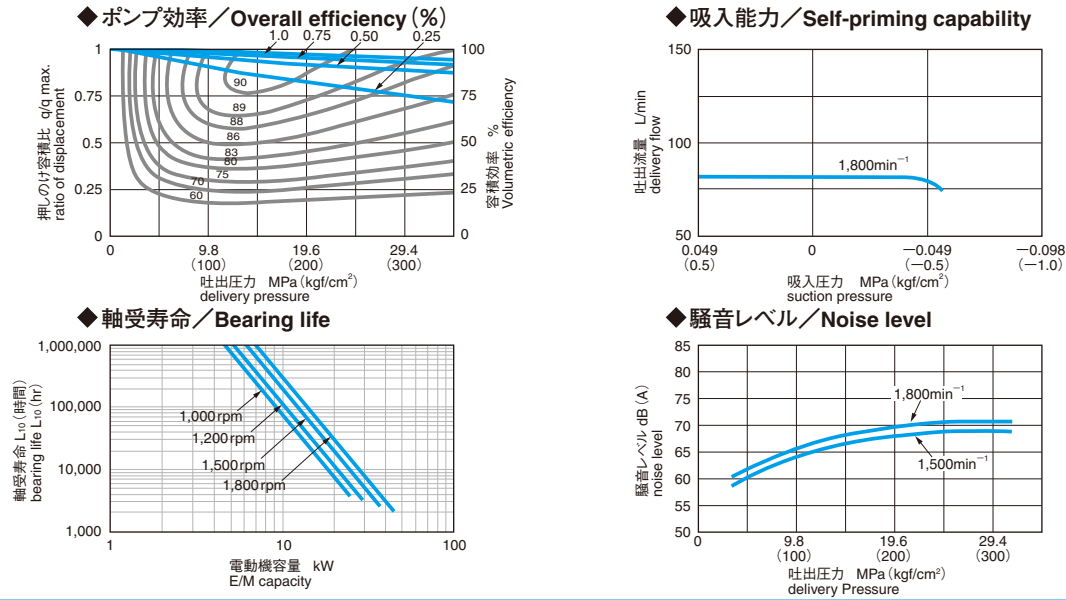 ◆ポンプ効率／Overall efficiency（%）
1.0 0.75 0.50 0.25
1
0.75
0.5
0.25
0
押しのけ容積比 q/q max.
ratio of displacement
90
89
88
86
83
80
75
70
60
100
75
50
25
0
容積効率 %
Volumetric efficiency
0 9.8 19.6 29.4
（100） （200） （300）
吐出圧力 MPa（kgf/cm²）
delivery pressure
◆吸入能力／Self-priming capability
150
100
50
吐出流量 L/min
delivery flow
1,800min⁻¹
0.049 0 −0.049 −0.098
（0.5） （−0.5） （−1.0）
吸入圧力 MPa（kgf/cm²）
suction pressure
◆軸受寿命／Bearing life
1,000,000
100,000
10,000
1,000
軸受寿命 L₁₀（時間）
bearing life L₁₀（hr）
1,000rpm
1,200rpm
1,500rpm
1,800rpm
1 10 100
電動機容量 kW
E/M capacity
◆騒音レベル／Noise level
85
80
75
70
65
60
55
50
騒音レベル dB（A）
noise level
1,800min⁻¹
1,500min⁻¹
0 9.8 19.6 29.4
（100） （200） （300）
吐出圧力 MPa（kgf/cm²）
delivery Pressure